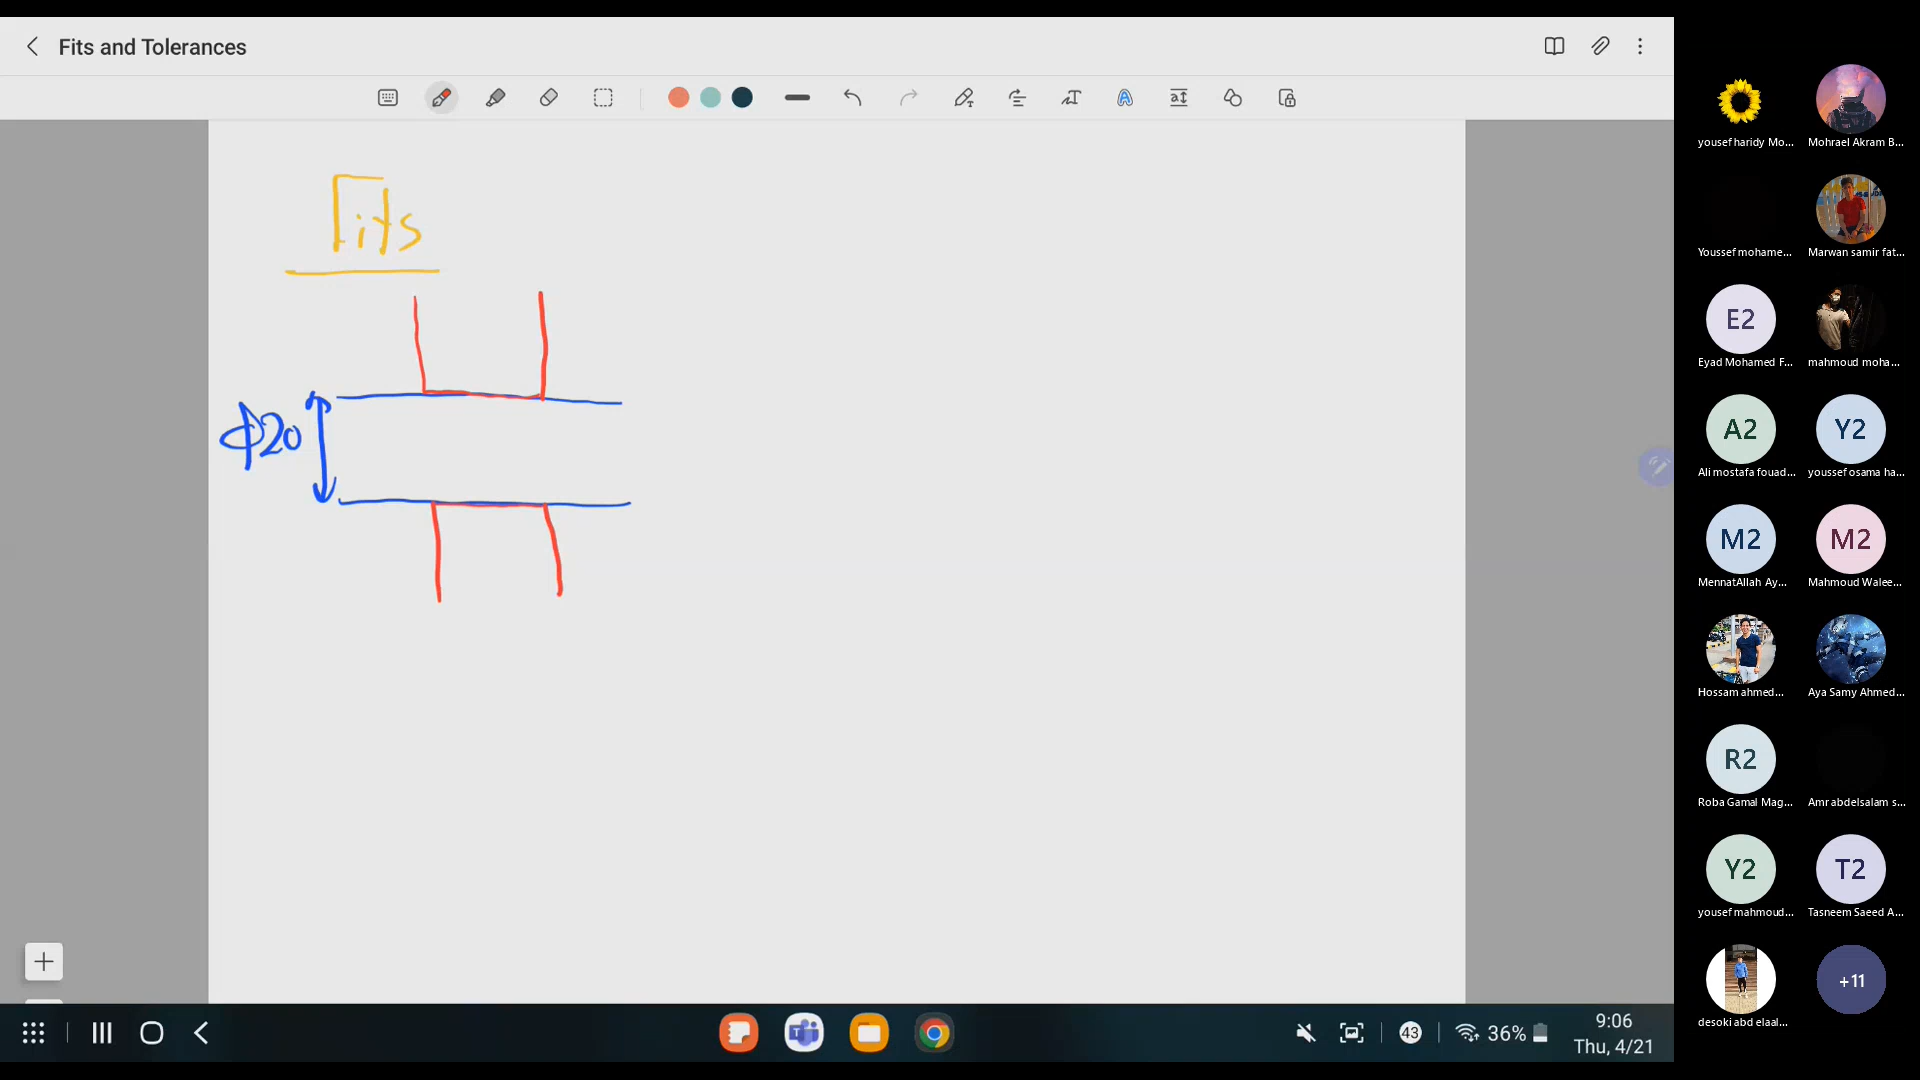 Fits and Tolerances
Fits
ф20
yousef haridy Mo...
Mohrael Akram B...
Youssef mohame...
Marwan samir fat...
E2
Eyad Mohamed F...
mahmoud moha...
A2
Ali mostafa fouad...
Y2
youssef osama ha...
M2
MennatAllah Ay...
M2
Mahmoud Walee...
Hossam ahmed...
Aya Samy Ahmed...
R2
Roba Gamal Mag...
Amr abdelsalam s...
Y2
yousef mahmoud...
T2
Tasneem Saeed A...
desoki abd elaal...
+11
43
36%
9:06
Thu, 4/21